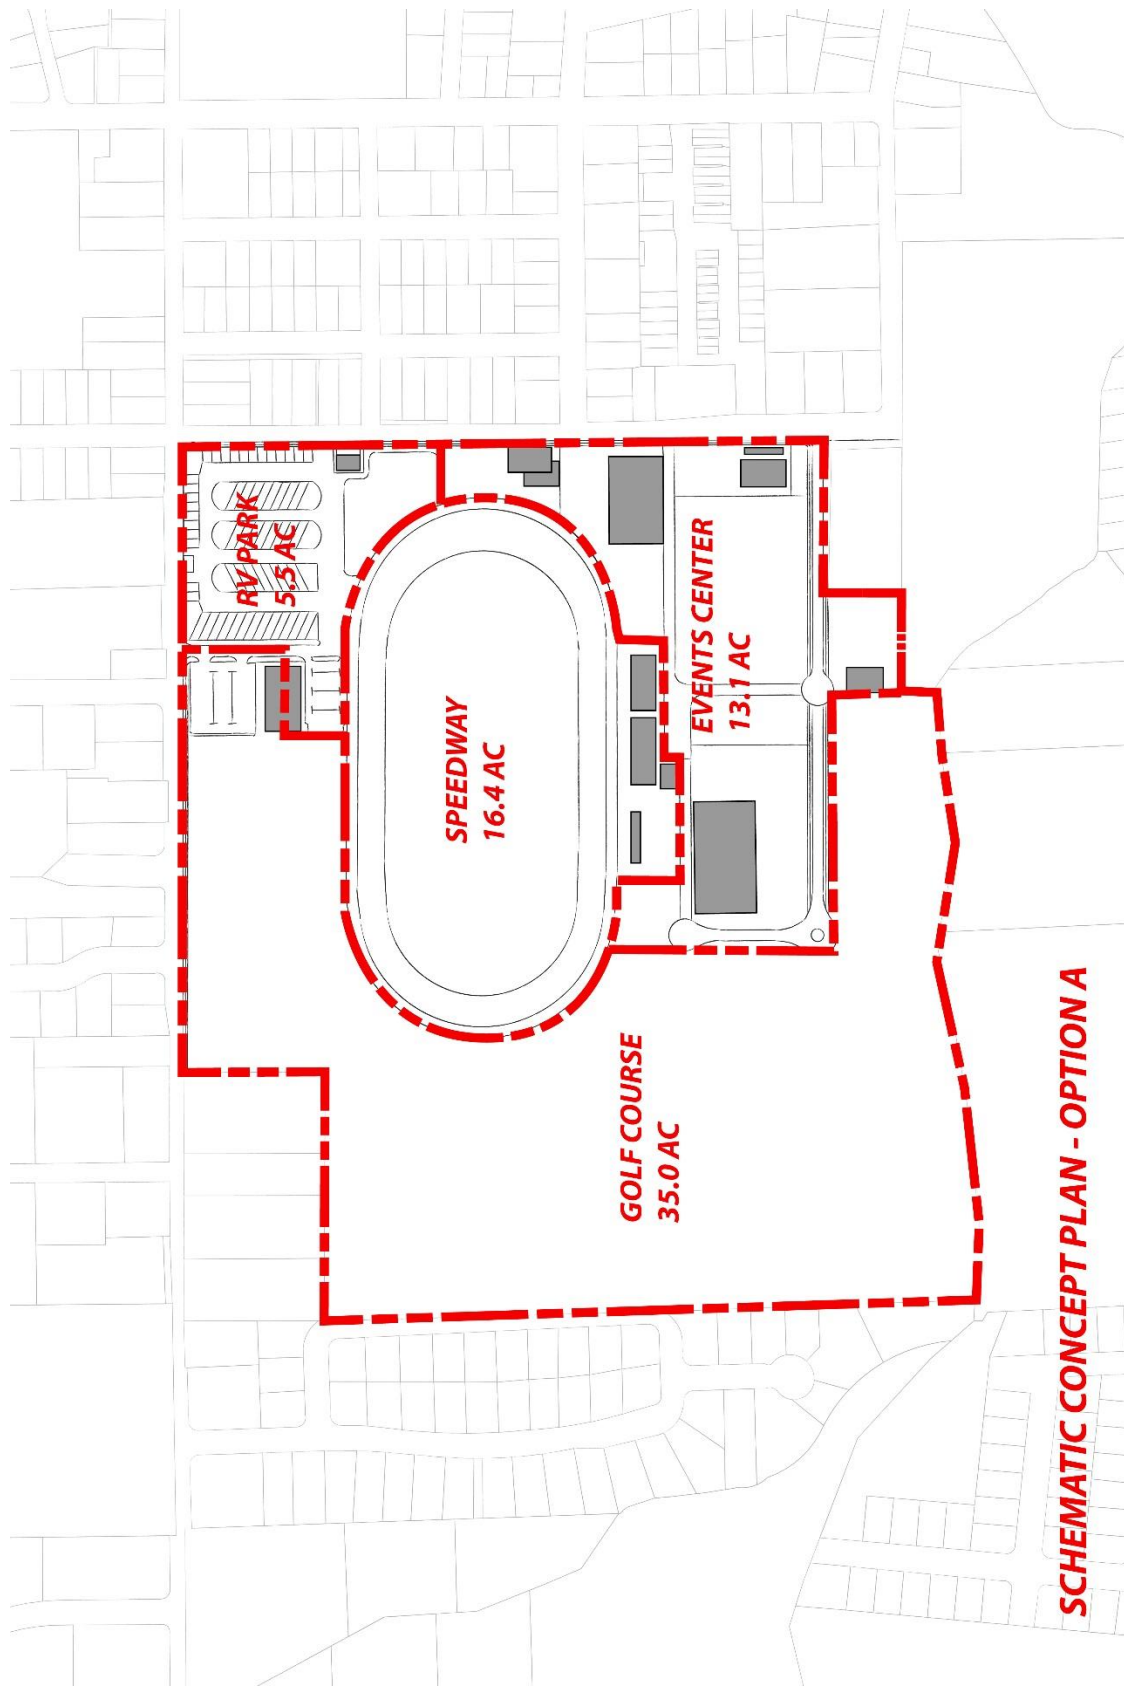 RV PARK
5.5 AC
SPEEDWAY
16.4 AC
EVENTS CENTER
13.1 AC
GOLF COURSE
35.0 AC
SCHEMATIC CONCEPT PLAN - OPTION A